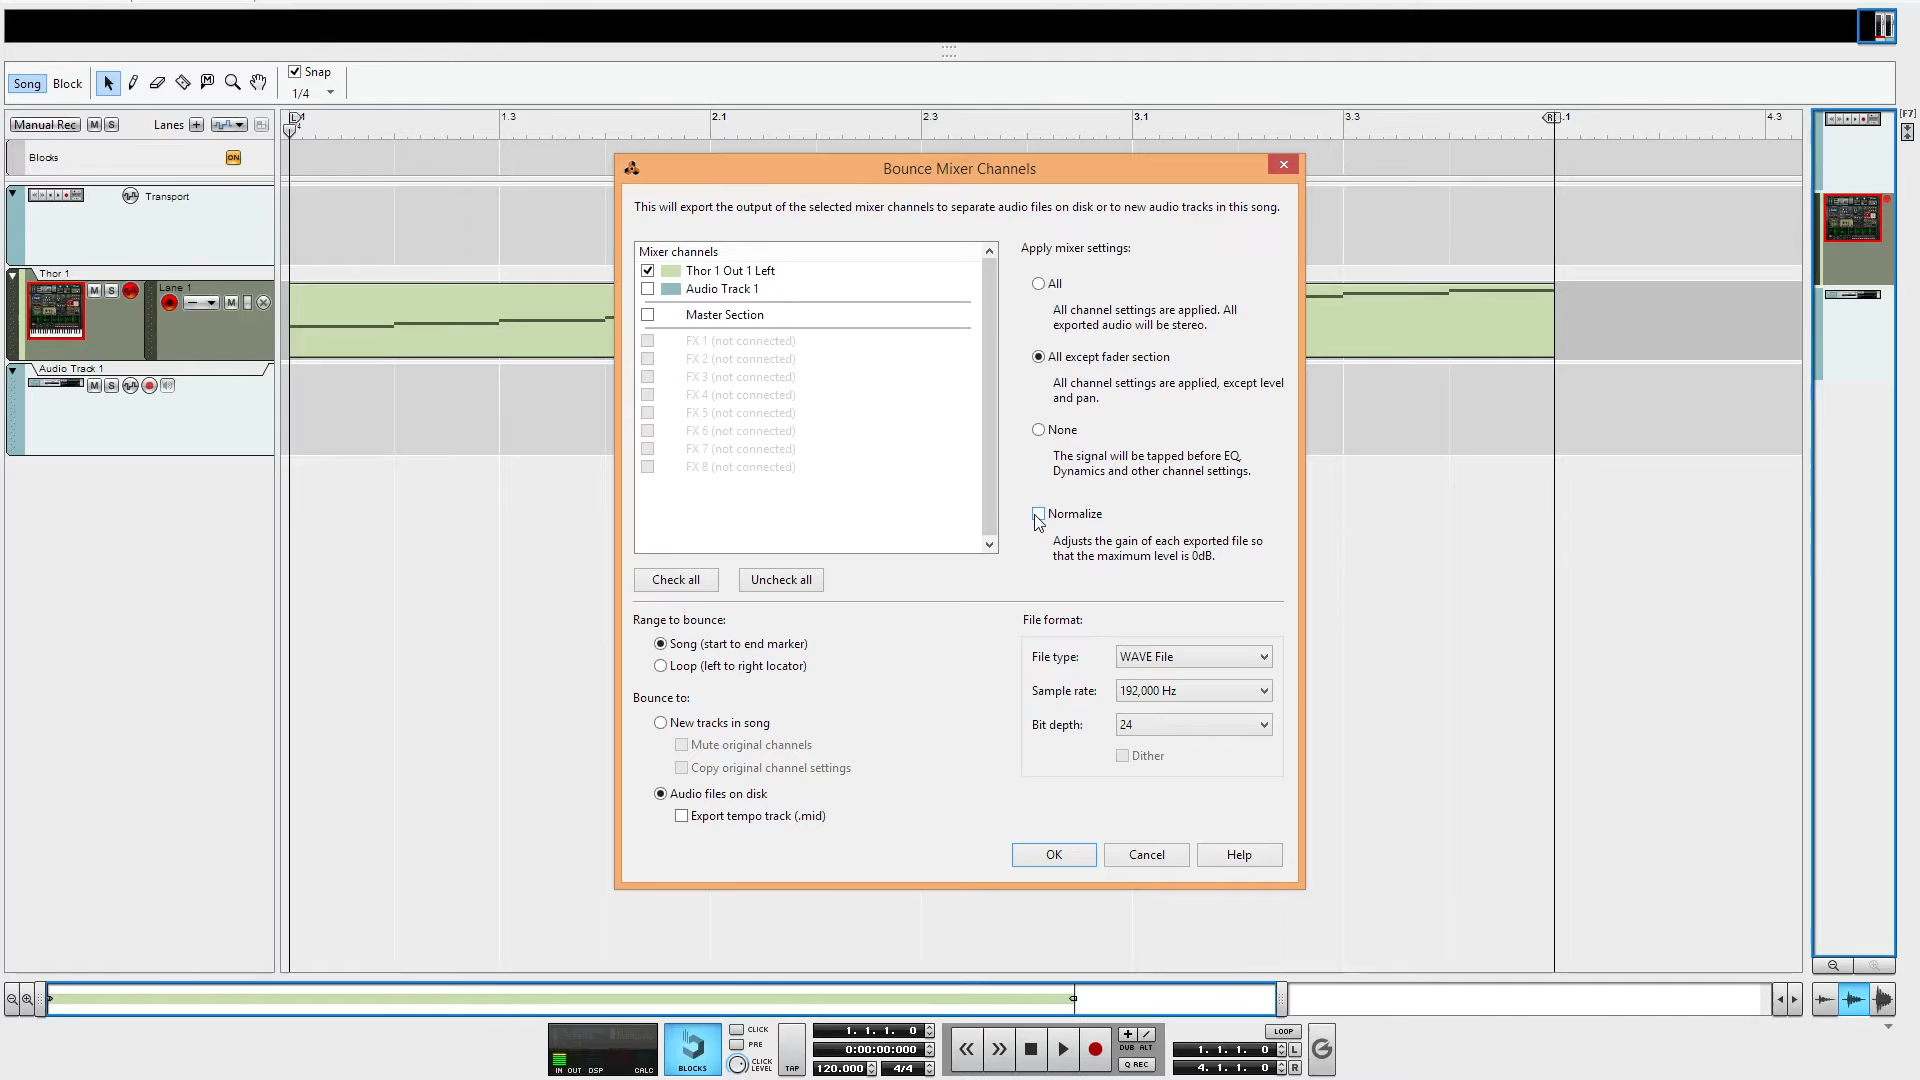 Song Block
Snap
1/4
[F7]
Manual Rec M S Lanes
L 1.3 2.1 2.3 3.1 3.3 R .1 4.3
Blocks ON
Transport
Thor 1
M S Lane 1
M
Audio Track 1
M S
Bounce Mixer Channels
This will export the output of the selected mixer channels to separate audio files on disk or to new audio tracks in this song.
Mixer channels
Thor 1 Out 1 Left
Audio Track 1
Master Section
FX 1 (not connected)
FX 2 (not connected)
FX 3 (not connected)
FX 4 (not connected)
FX 5 (not connected)
FX 6 (not connected)
FX 7 (not connected)
FX 8 (not connected)
Check all Uncheck all
Apply mixer settings:
All
All channel settings are applied. All
exported audio will be stereo.
All except fader section
All channel settings are applied, except level
and pan.
None
The signal will be tapped before EQ,
Dynamics and other channel settings.
Normalize
Adjusts the gain of each exported file so
that the maximum level is 0dB.
Range to bounce:
Song (start to end marker)
Loop (left to right locator)
Bounce to:
New tracks in song
Mute original channels
Copy original channel settings
Audio files on disk
Export tempo track (.mid)
File format:
File type: WAVE File
Sample rate: 192,000 Hz
Bit depth: 24
Dither
OK Cancel Help
IN OUT DSP CALC
BLOCKS
CLICK
PRE
CLICK
LEVEL
TAP
1. 1. 1. 0
0:00:00:000
120.000 4/4
DUB ALT
Q REC
LOOP
1. 1. 1. 0 L
4. 1. 1. 0 R